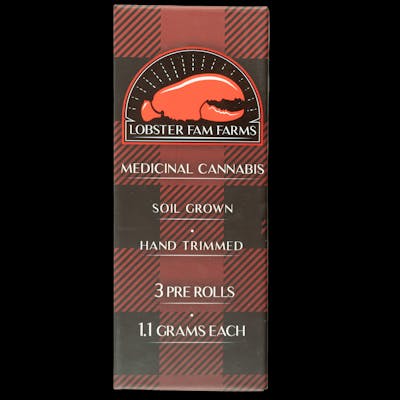 LOBSTER FAM FARMS
MEDICINAL CANNABIS
SOIL GROWN
•
HAND TRIMMED
3 PRE ROLLS
•
1.1 GRAMS EACH